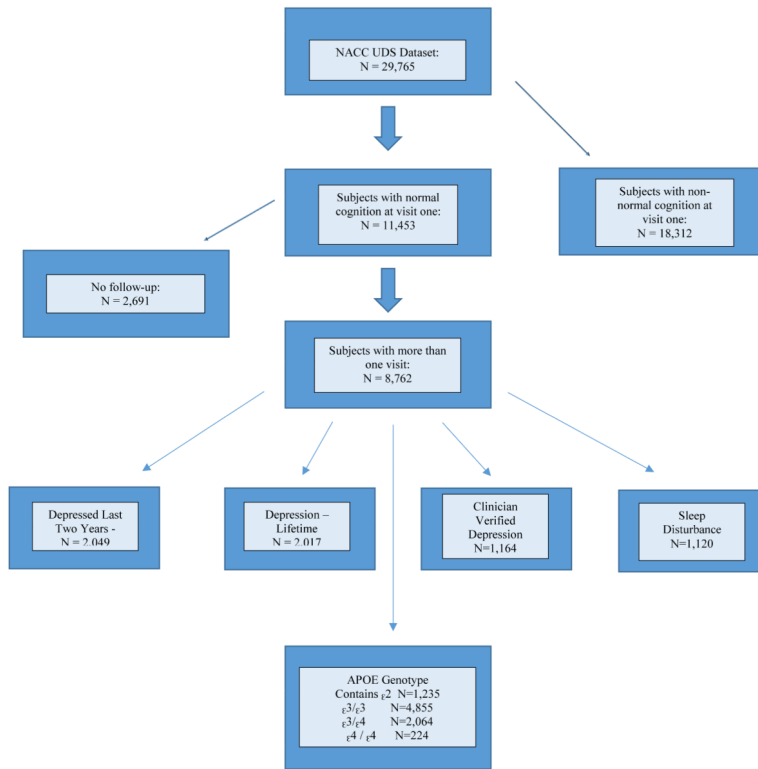 NACC UDS Dataset:
N = 29,765
Subjects with normal
cognition at visit one:
N = 11,453
Subjects with non-
normal cognition at
visit one:
N = 18,312
No follow-up:
N = 2,691
Subjects with more than
one visit:
N = 8,762
Depressed Last
Two Years -
N = 2,049
Depression –
Lifetime
N = 2,017
Clinician
Verified
Depression
N=1,164
Sleep
Disturbance
N=1,120
APOE Genotype
Contains ε2 N=1,235
ε3/ε3 N=4,855
ε3/ε4 N=2,064
ε4 / ε4 N=224